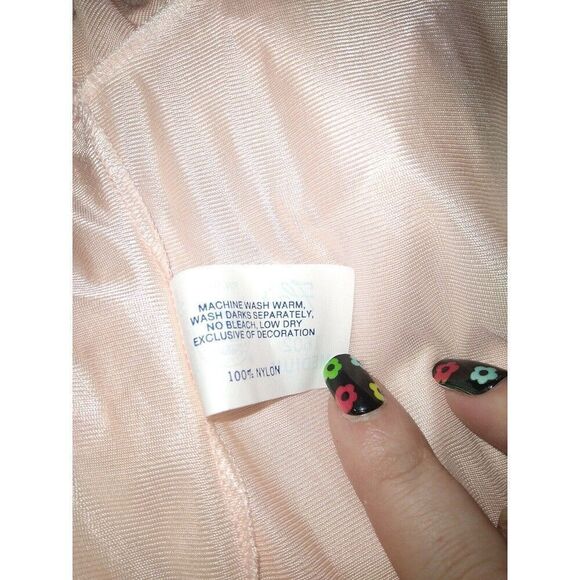 MACHINE WASH WARM,
WASH DARKS SEPARATELY,
NO BLEACH, LOW DRY
EXCLUSIVE OF DECORATION
100% NYLON